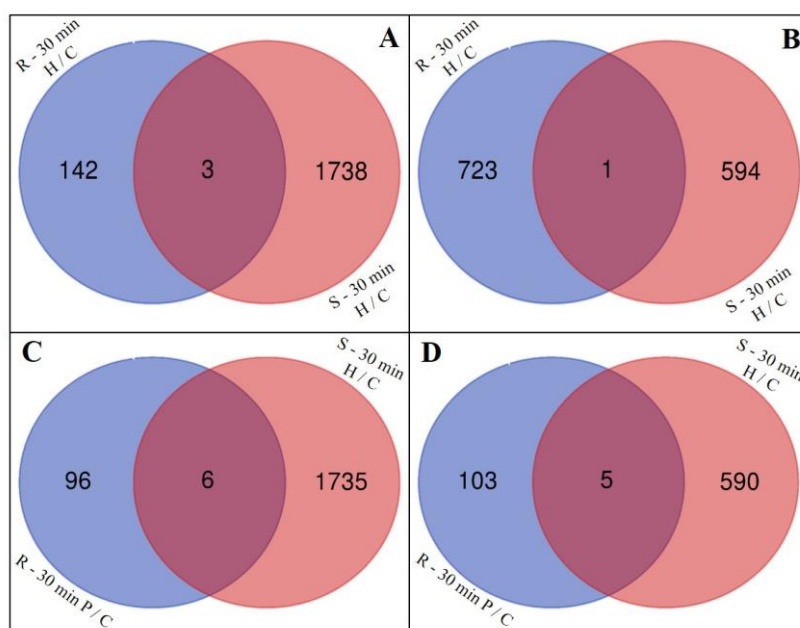 A
R - 30 min
H / C
142
3
1738
S - 30 min
H / C
B
R - 30 min
H / C
723
1
594
S - 30 min
H / C
C
S - 30 min
H / C
96
6
1735
R - 30 min P / C
D
S - 30 min
H / C
103
5
590
R - 30 min P / C